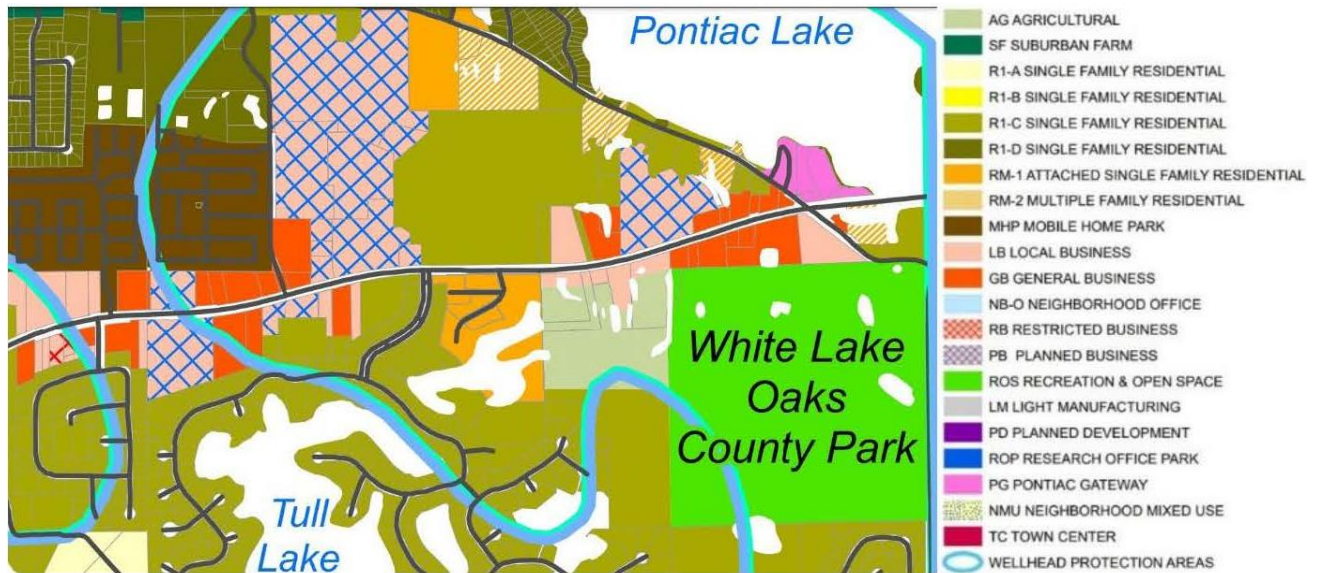 Pontiac Lake
White Lake
Oaks
County Park
Tull
Lake
AG AGRICULTURAL
SF SUBURBAN FARM
R1-A SINGLE FAMILY RESIDENTIAL
R1-B SINGLE FAMILY RESIDENTIAL
R1-C SINGLE FAMILY RESIDENTIAL
R1-D SINGLE FAMILY RESIDENTIAL
RM-1 ATTACHED SINGLE FAMILY RESIDENTIAL
RM-2 MULTIPLE FAMILY RESIDENTIAL
MHP MOBILE HOME PARK
LB LOCAL BUSINESS
GB GENERAL BUSINESS
NB-O NEIGHBORHOOD OFFICE
RB RESTRICTED BUSINESS
PB PLANNED BUSINESS
ROS RECREATION & OPEN SPACE
LM LIGHT MANUFACTURING
PD PLANNED DEVELOPMENT
ROP RESEARCH OFFICE PARK
PG PONTIAC GATEWAY
NMU NEIGHBORHOOD MIXED USE
TC TOWN CENTER
WELLHEAD PROTECTION AREAS